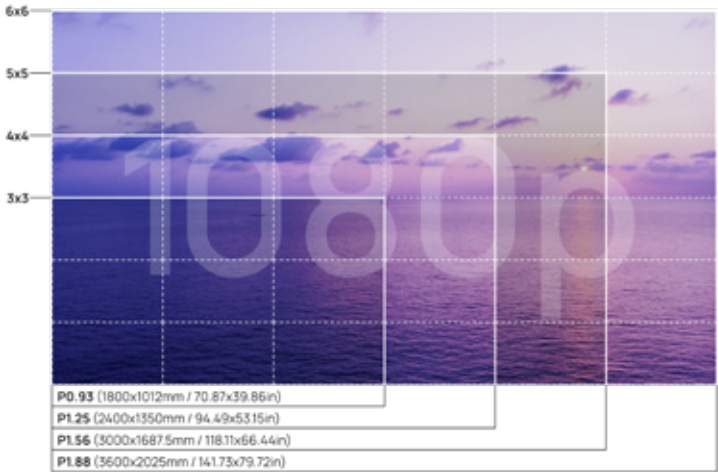 6x6
5x5
4x4
3x3
1080p
P0.93 (1800x1012mm / 70.87x39.86in)
P1.25 (2400x1350mm / 94.49x53.15in)
P1.56 (3000x1687.5mm / 118.11x66.44in)
P1.88 (3600x2025mm / 141.73x79.72in)